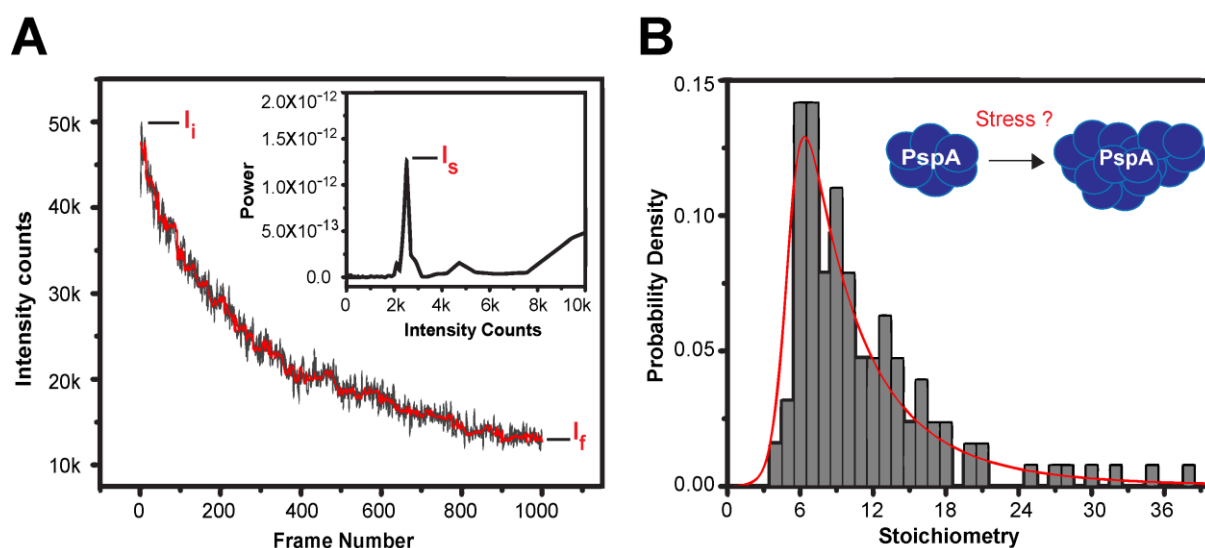 A
Intensity counts
50k
40k
30k
20k
10k
0
200
400
600
800
1000
Frame Number
I_i
I_f
Power
2.0X10^-12
1.5X10^-12
1.0X10^-12
5.0X10^-13
0.0
0
2k
4k
6k
8k
10k
Intensity Counts
I_s
B
Probability Density
0.15
0.10
0.05
0.00
0
6
12
18
24
30
36
Stoichiometry
Stress ?
PspA
PspA